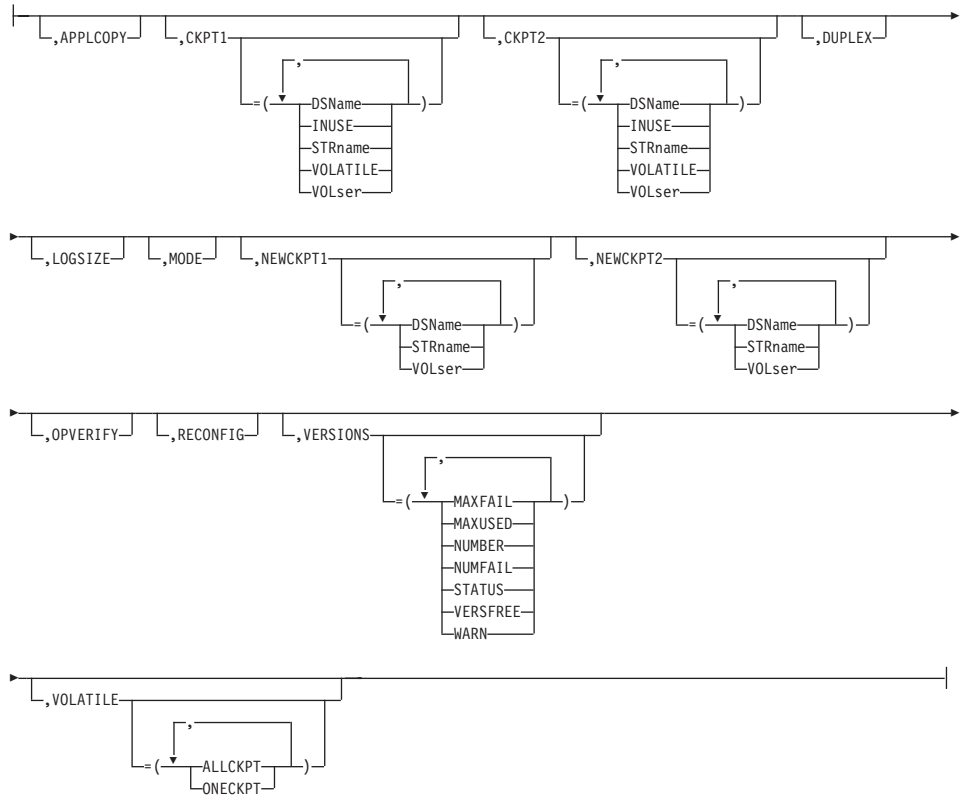 ,APPLCOPY ,CKPT1 ,CKPT2 ,DUPLEX
, ,
=( DSName ) =( DSName )
INUSE INUSE
STRname STRname
VOLATILE VOLATILE
VOLser VOLser
,LOGSIZE ,MODE ,NEWCKPT1 ,NEWCKPT2
, ,
=( DSName ) =( DSName )
STRname STRname
VOLser VOLser
,OPVERIFY ,RECONFIG ,VERSIONS
,
=( MAXFAIL )
MAXUSED
NUMBER
NUMFAIL
STATUS
VERSFREE
WARN
,VOLATILE
,
=( ALLCKPT )
ONECKPT